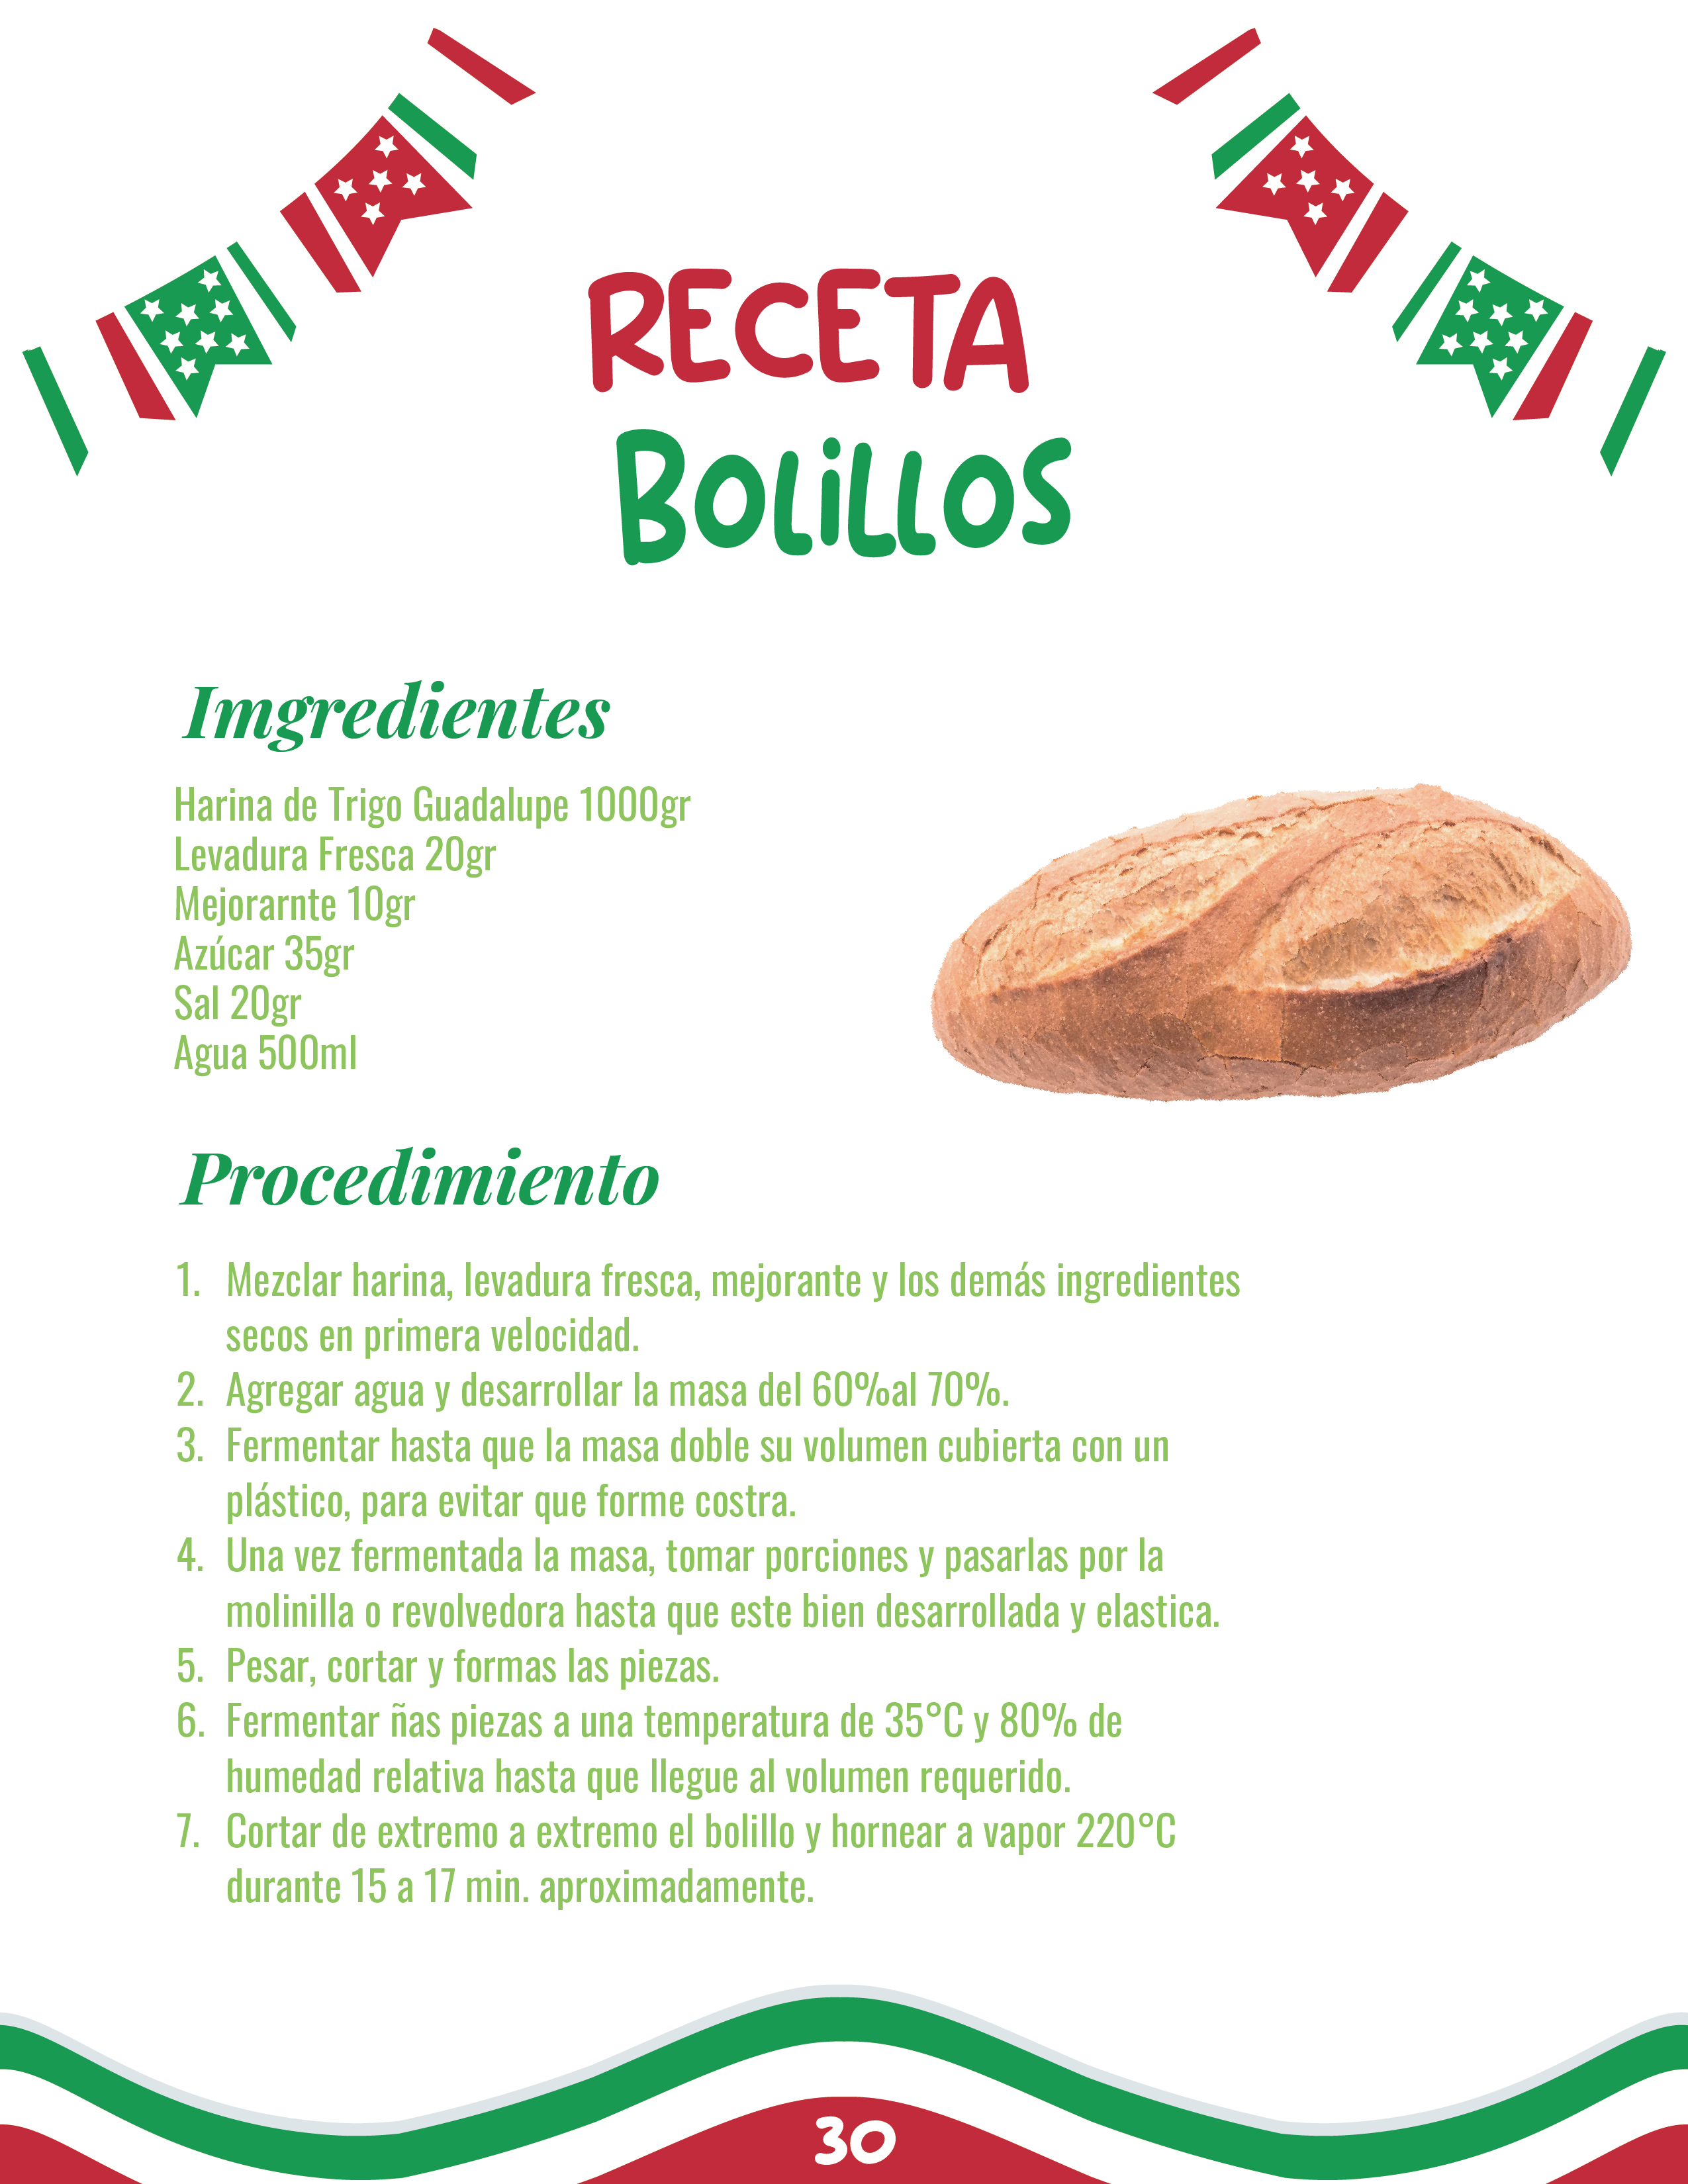 RECETA
BOLiLLOS
Imgredientes
Harina de Trigo Guadalupe 1000gr
Levadura Fresca 20gr
Mejorarnte 10gr
Azúcar 35gr
Sal 20gr
Agua 500ml
Procedimiento
1. Mezclar harina, levadura fresca, mejorante y los demás ingredientes
secos en primera velocidad.
2. Agregar agua y desarrollar la masa del 60%al 70%.
3. Fermentar hasta que la masa doble su volumen cubierta con un
plástico, para evitar que forme costra.
4. Una vez fermentada la masa, tomar porciones y pasarlas por la
molinilla o revolvedora hasta que este bien desarrollada y elastica.
5. Pesar, cortar y formas las piezas.
6. Fermentar ñas piezas a una temperatura de 35°C y 80% de
humedad relativa hasta que llegue al volumen requerido.
7. Cortar de extremo a extremo el bolillo y hornear a vapor 220°C
durante 15 a 17 min. aproximadamente.
30